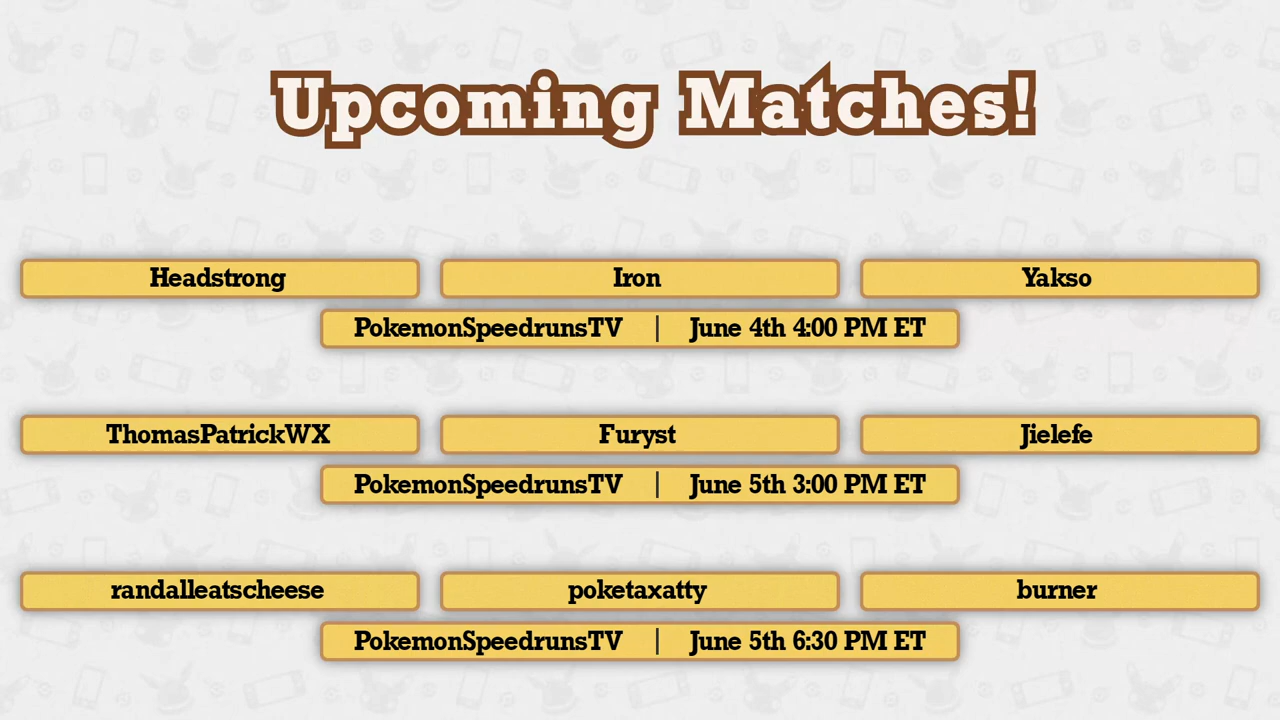 Upcoming Matches!
Headstrong Iron Yakso
PokemonSpeedrunsTV | June 4th 4:00 PM ET
ThomasPatrickWX Furyst Jielefe
PokemonSpeedrunsTV | June 5th 3:00 PM ET
randalleatscheese poketaxatty burner
PokemonSpeedrunsTV | June 5th 6:30 PM ET